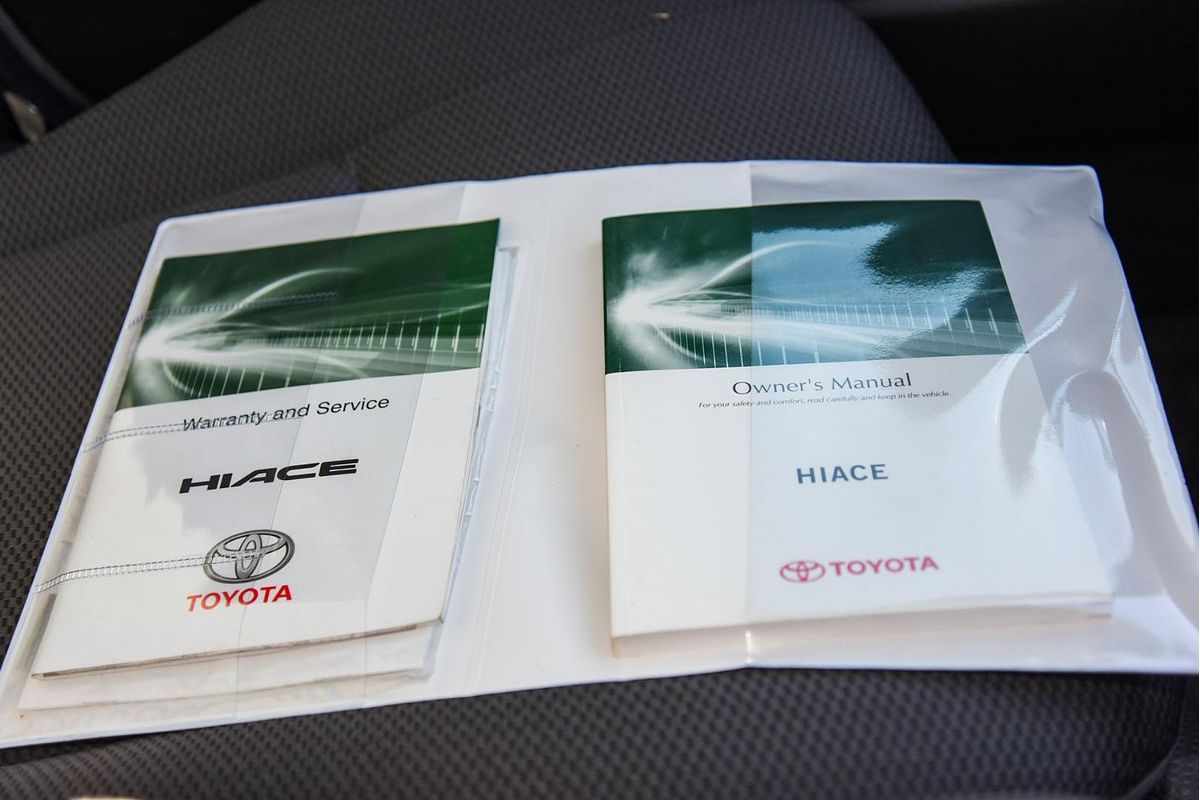 Warranty and Service
HIACE
TOYOTA
Owner's Manual
For your safety and comfort, read carefully and keep in the vehicle.
HIACE
TOYOTA